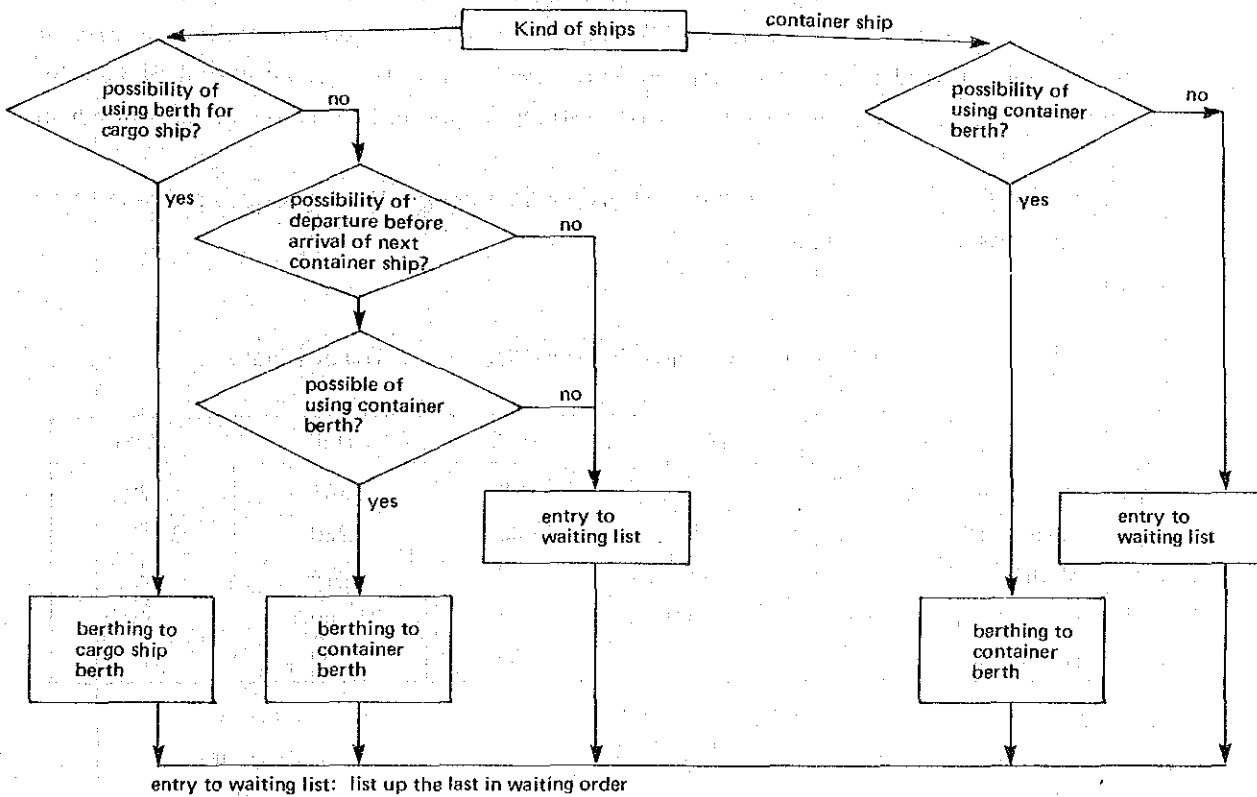 Kind of ships
container ship
possibility of
using berth for
cargo ship?
no
yes
possibility of
departure before
arrival of next
container ship?
no
possible of
using container
berth?
no
yes
entry to
waiting list
berthing to
cargo ship
berth
berthing to
container
berth
possibility of
using container
berth?
no
yes
entry to
waiting list
berthing to
container
berth
entry to waiting list: list up the last in waiting order